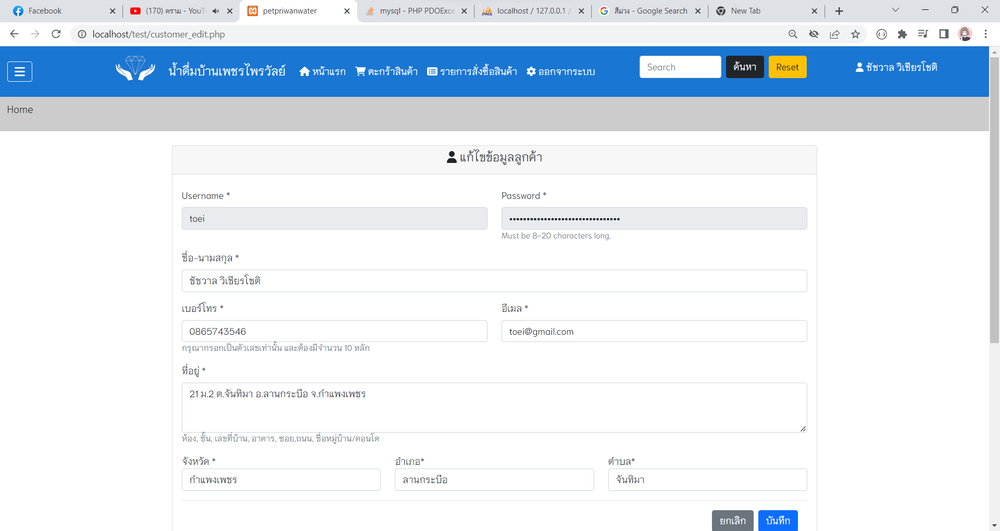 Facebook
(170) คราม - YouTu
petpriwanwater
mysql - PHP PDOExce
localhost / 127.0.0.1 /
สีม่วง - Google Search
New Tab
localhost/test/customer_edit.php
น้ำดื่มบ้านเพชรไพรวัลย์ หน้าแรก ตะกร้าสินค้า รายการสั่งซื้อสินค้า ออกจากระบบ Search ค้นหา Reset ชัชวาล วิเชียรโชติ
Home
แก้ไขข้อมูลลูกค้า
Username * Password *
toei ••••••••••••••••••••••••••••••••
Must be 8-20 characters long.
ชื่อ-นามสกุล *
ชัชวาล วิเชียรโชติ
เบอร์โทร * อีเมล *
0865743546 toei@gmail.com
กรุณากรอกเป็นตัวเลขเท่านั้น และต้องมีจำนวน 10 หลัก
ที่อยู่ *
21 ม.2 ต.จันทิมา อ.ลานกระบือ จ.กำแพงเพชร
ห้อง, ชั้น, เลขที่บ้าน, อาคาร, ซอย,ถนน, ชื่อหมู่บ้าน/คอนโด
จังหวัด * อำเภอ* ตำบล*
กำแพงเพชร ลานกระบือ จันทิมา
ยกเลิก บันทึก